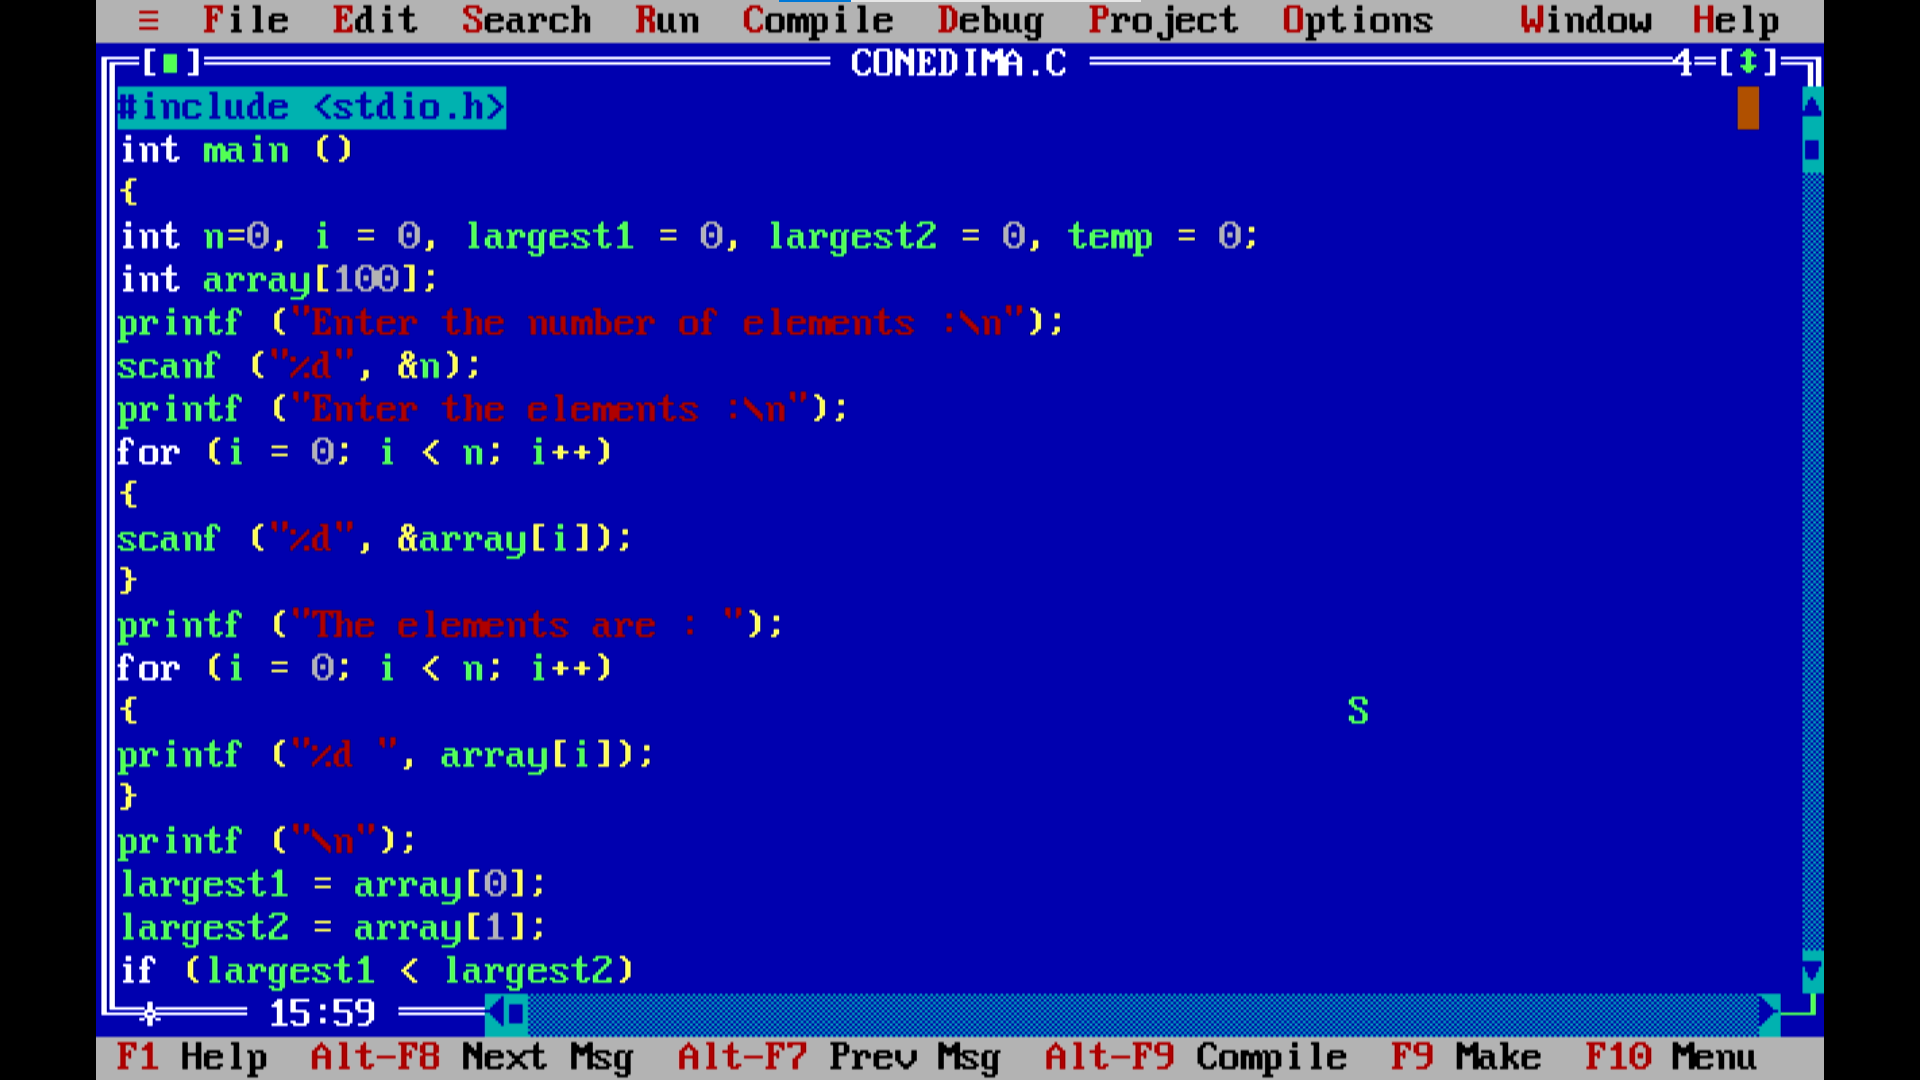 ≡ File Edit Search Run Compile Debug Project Options Window Help
[■] CONEDIMA.C 4=[↕]
#include <stdio.h>
int main ()
{
int n=0, i = 0, largest1 = 0, largest2 = 0, temp = 0;
int array[100];
printf ("Enter the number of elements :\n");
scanf ("%d", &n);
printf ("Enter the elements :\n");
for (i = 0; i < n; i++)
{
scanf ("%d", &array[i]);
}
printf ("The elements are : ");
for (i = 0; i < n; i++)
{ S
printf ("%d ", array[i]);
}
printf ("\n");
largest1 = array[0];
largest2 = array[1];
if (largest1 < largest2)
15:59
F1 Help Alt-F8 Next Msg Alt-F7 Prev Msg Alt-F9 Compile F9 Make F10 Menu